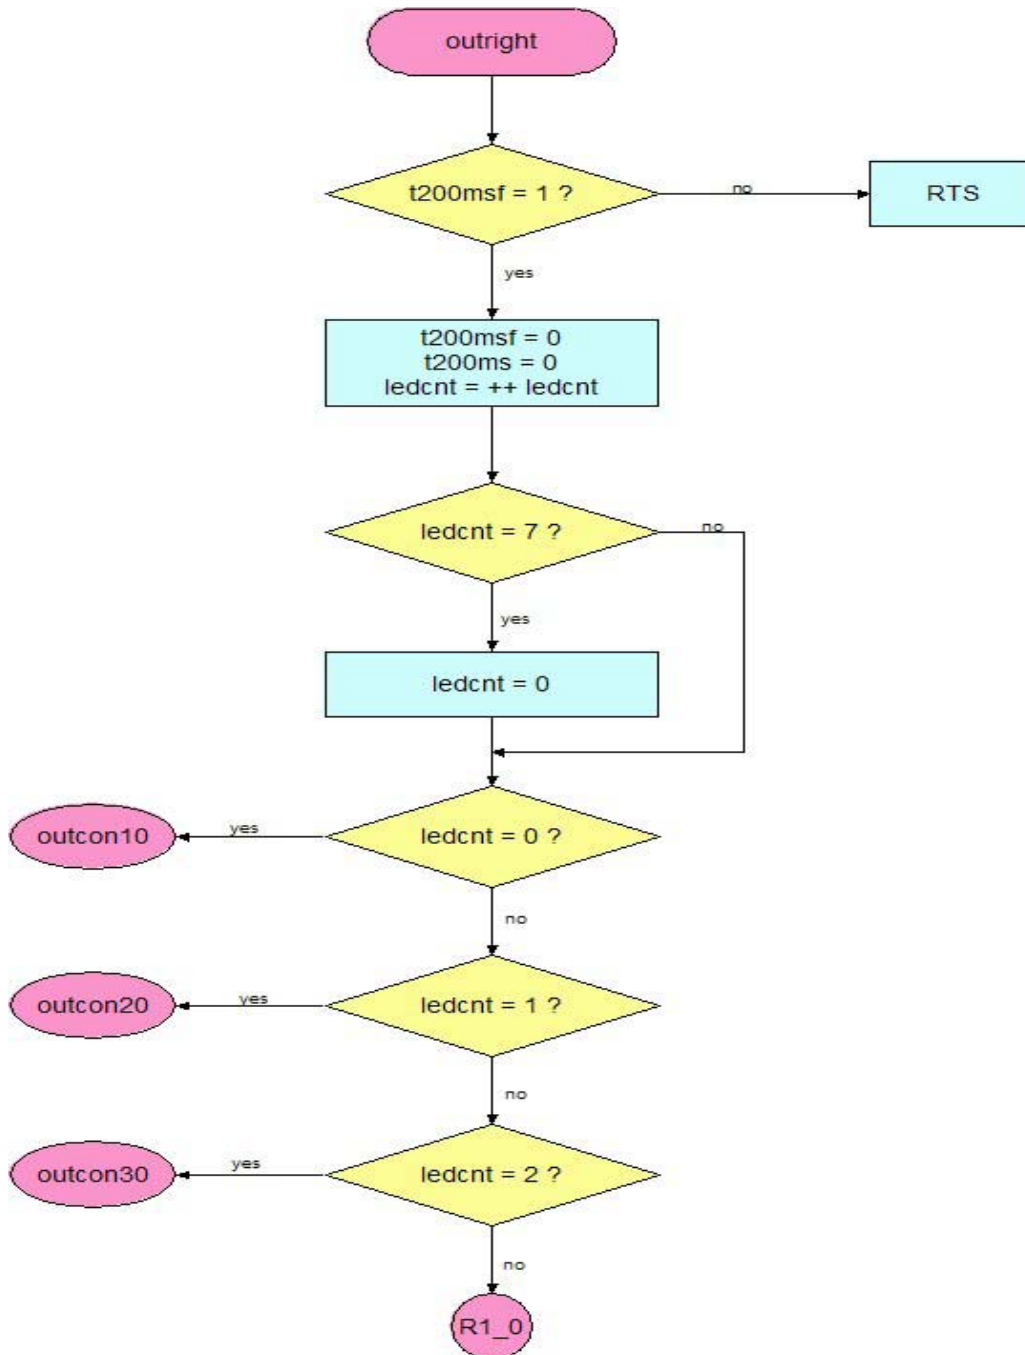 outright
t200msf = 1 ?
no
RTS
yes
t200msf = 0
t200ms = 0
ledcnt = ++ ledcnt
ledcnt = 7 ?
no
yes
ledcnt = 0
outcon10
yes
ledcnt = 0 ?
no
outcon20
yes
ledcnt = 1 ?
no
outcon30
yes
ledcnt = 2 ?
no
R1_0